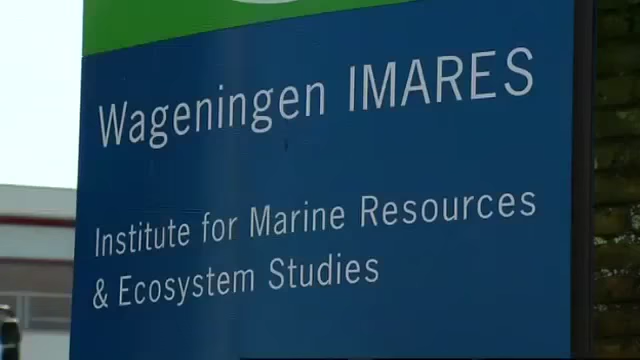 Wageningen IMARES
Institute for Marine Resources
& Ecosystem Studies